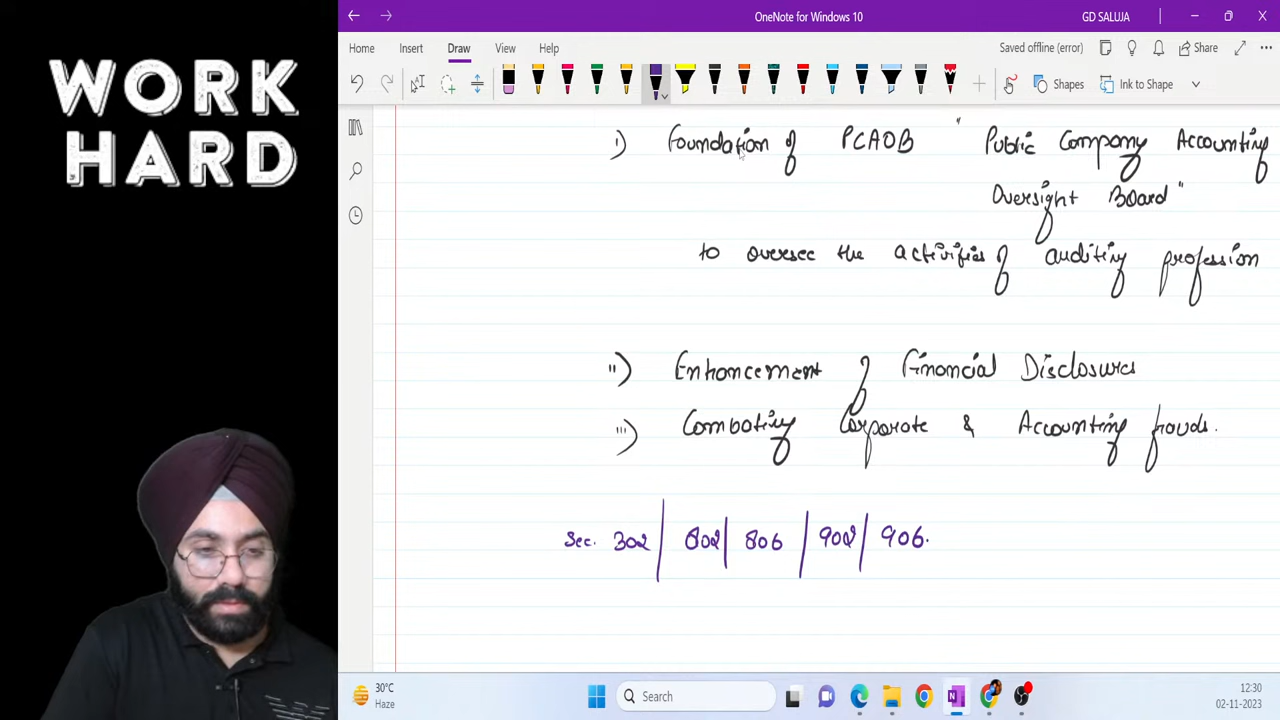 WORK
HARD
OneNote for Windows 10
GD SALUJA
Home Insert Draw View Help
Saved offline (error)
Share
Shapes
Ink to Shape
i) Foundation of PCAOB " Public Company Accounting
Oversight Board"
to oversee the activities of auditing profession
ii) Enhancement of Financial Disclosures
iii) Combating Corporate & Accounting frauds.
Sec. 302 | 802 | 806 | 902 | 906.
30°C
Haze
Search
12:30
02-11-2023